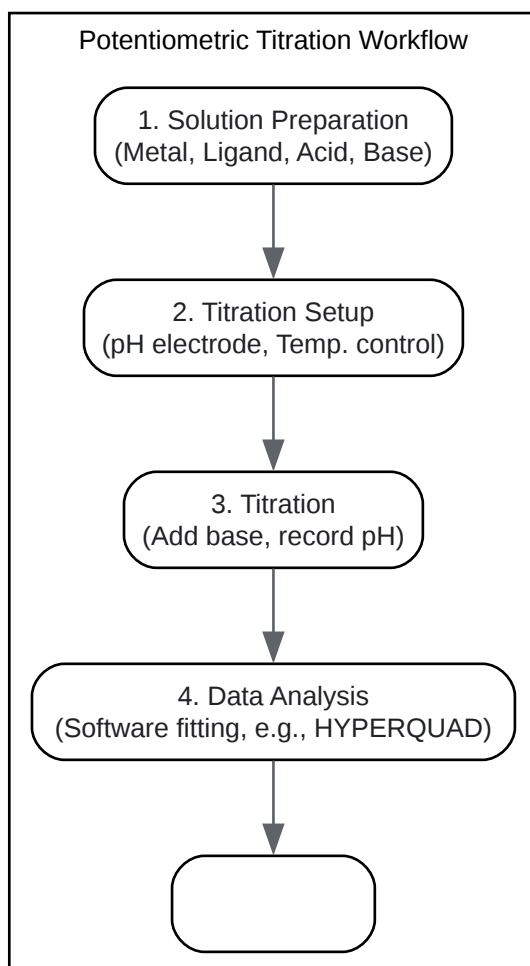 Potentiometric Titration Workflow
1. Solution Preparation
(Metal, Ligand, Acid, Base)
2. Titration Setup
(pH electrode, Temp. control)
3. Titration
(Add base, record pH)
4. Data Analysis
(Software fitting, e.g., HYPERQUAD)